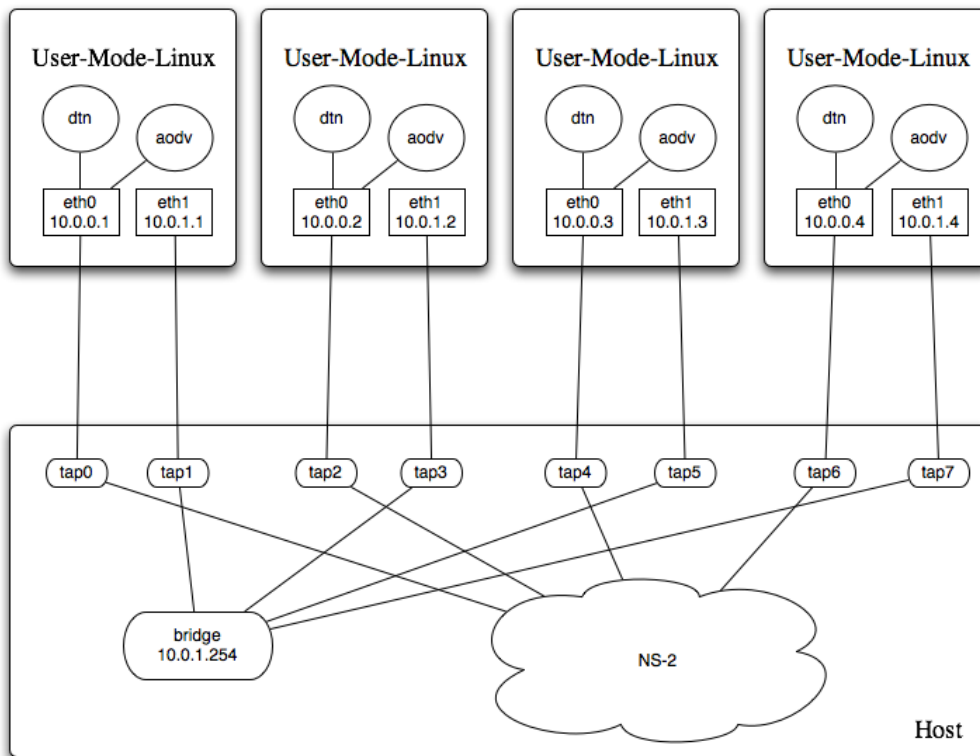 User-Mode-Linux
dtn
aodv
eth0
10.0.0.1
eth1
10.0.1.1
User-Mode-Linux
dtn
aodv
eth0
10.0.0.2
eth1
10.0.1.2
User-Mode-Linux
dtn
aodv
eth0
10.0.0.3
eth1
10.0.1.3
User-Mode-Linux
dtn
aodv
eth0
10.0.0.4
eth1
10.0.1.4
tap0
tap1
tap2
tap3
tap4
tap5
tap6
tap7
bridge
10.0.1.254
NS-2
Host